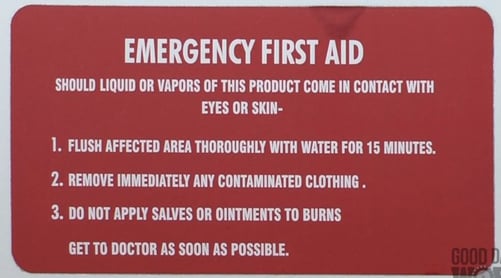 EMERGENCY FIRST AID
SHOULD LIQUID OR VAPORS OF THIS PRODUCT COME IN CONTACT WITH
EYES OR SKIN-
1. FLUSH AFFECTED AREA THOROUGHLY WITH WATER FOR 15 MINUTES.
2. REMOVE IMMEDIATELY ANY CONTAMINATED CLOTHING .
3. DO NOT APPLY SALVES OR OINTMENTS TO BURNS
GET TO DOCTOR AS SOON AS POSSIBLE.
GOOD